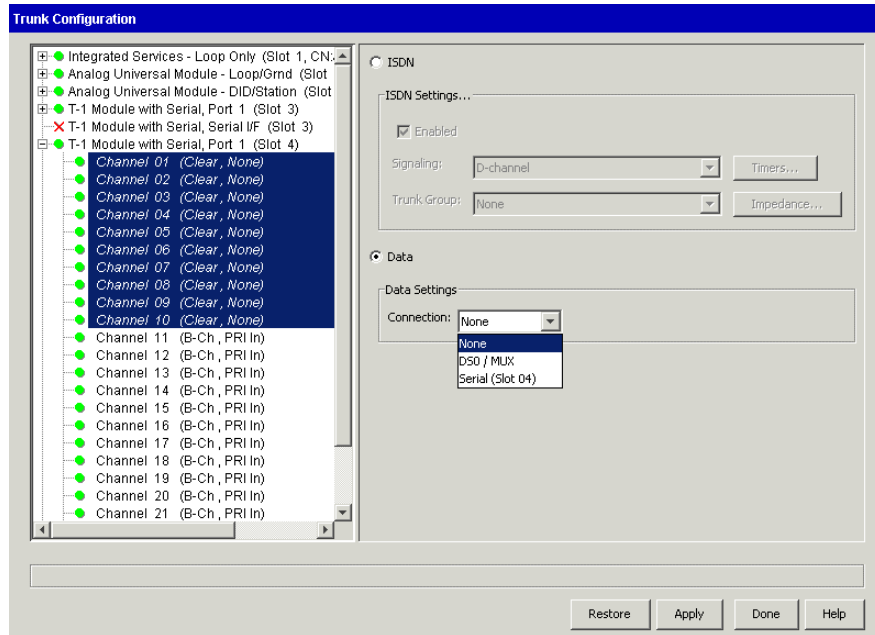 Trunk Configuration
Integrated Services - Loop Only (Slot 1, CN:
Analog Universal Module - Loop/Grnd (Slot
Analog Universal Module - DID/Station (Slot
T-1 Module with Serial, Port 1 (Slot 3)
T-1 Module with Serial, Serial I/F (Slot 3)
T-1 Module with Serial, Port 1 (Slot 4)
Channel 01 (Clear, None)
Channel 02 (Clear, None)
Channel 03 (Clear, None)
Channel 04 (Clear, None)
Channel 05 (Clear, None)
Channel 06 (Clear, None)
Channel 07 (Clear, None)
Channel 08 (Clear, None)
Channel 09 (Clear, None)
Channel 10 (Clear, None)
Channel 11 (B-Ch, PRI In)
Channel 12 (B-Ch, PRI In)
Channel 13 (B-Ch, PRI In)
Channel 14 (B-Ch, PRI In)
Channel 15 (B-Ch, PRI In)
Channel 16 (B-Ch, PRI In)
Channel 17 (B-Ch, PRI In)
Channel 18 (B-Ch, PRI In)
Channel 19 (B-Ch, PRI In)
Channel 20 (B-Ch, PRI In)
Channel 21 (B-Ch, PRI In)
ISDN
ISDN Settings...
Enabled
Signaling: D-channel Timers...
Trunk Group: None Impedance...
Data
Data Settings
Connection: None
None
DS0 / MUX
Serial (Slot 04)
Restore Apply Done Help